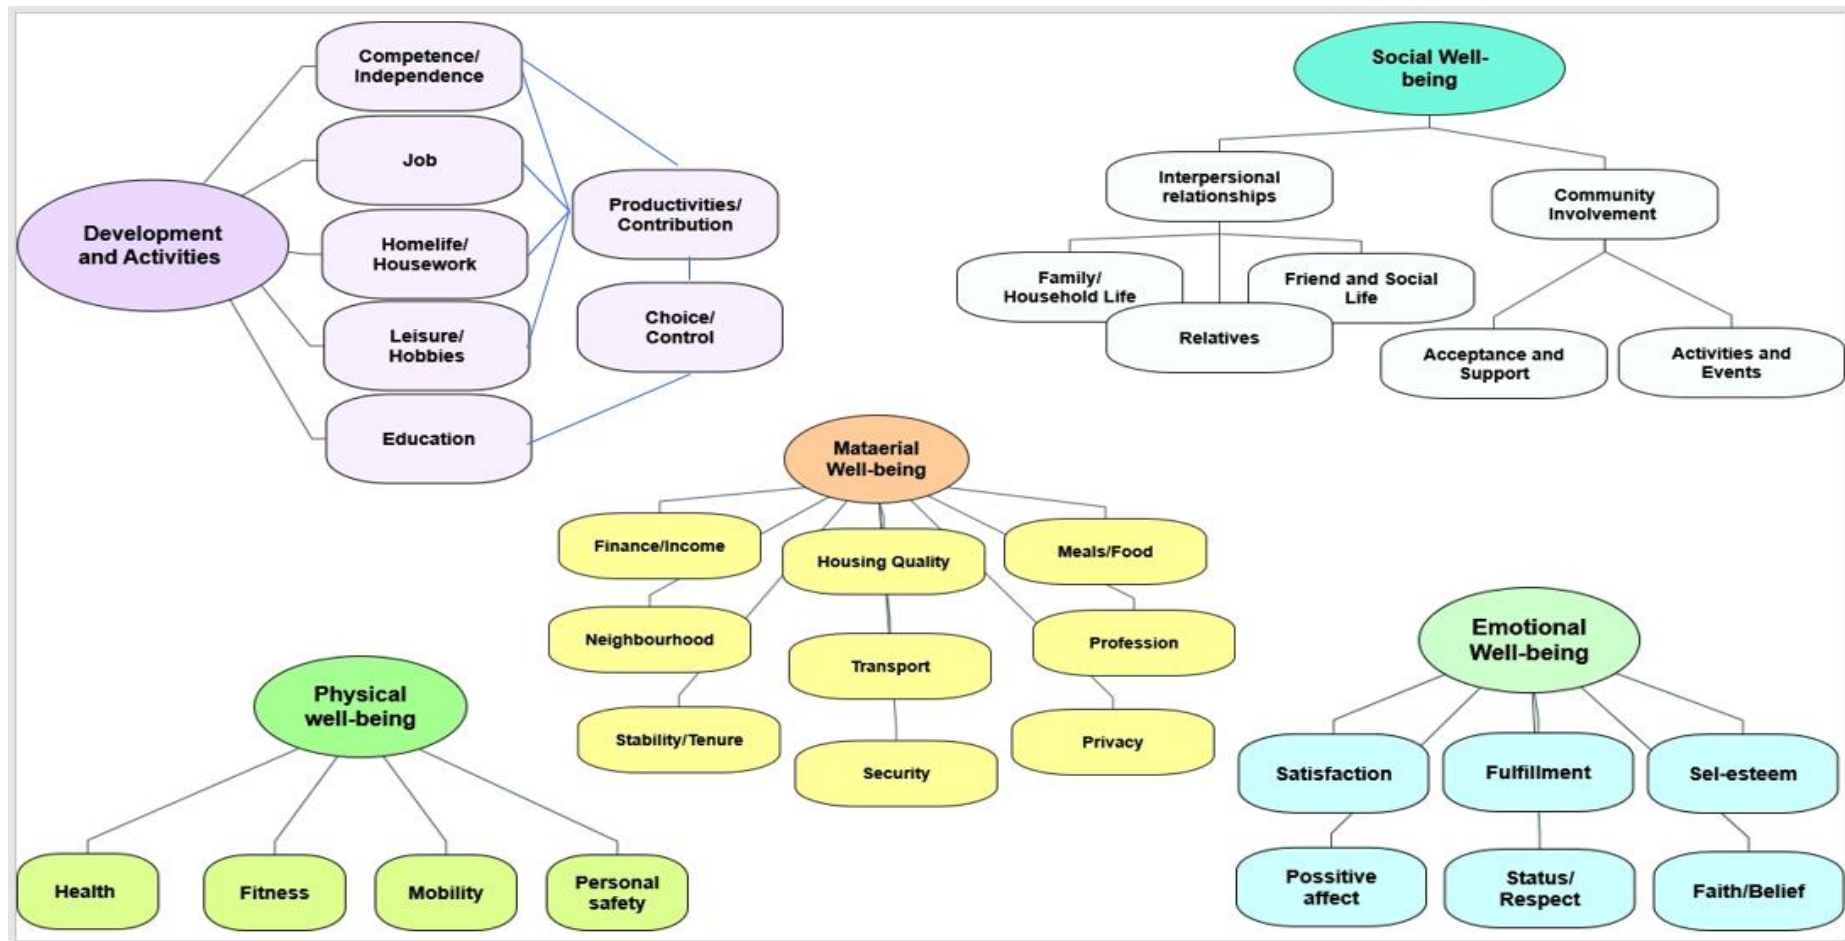 Development
and Activities
Competence/
Independence
Job
Homelife/
Housework
Leisure/
Hobbies
Education
Productivities/
Contribution
Choice/
Control
Social Well-
being
Interpersional
relationships
Community
Involvement
Family/
Household Life
Friend and Social
Life
Relatives
Acceptance and
Support
Activities and
Events
Mataerial
Well-being
Finance/Income
Housing Quality
Meals/Food
Neighbourhood
Transport
Profession
Stability/Tenure
Security
Privacy
Physical
well-being
Health
Fitness
Mobility
Personal
safety
Emotional
Well-being
Satisfaction
Fulfillment
Sel-esteem
Possitive
affect
Status/
Respect
Faith/Belief